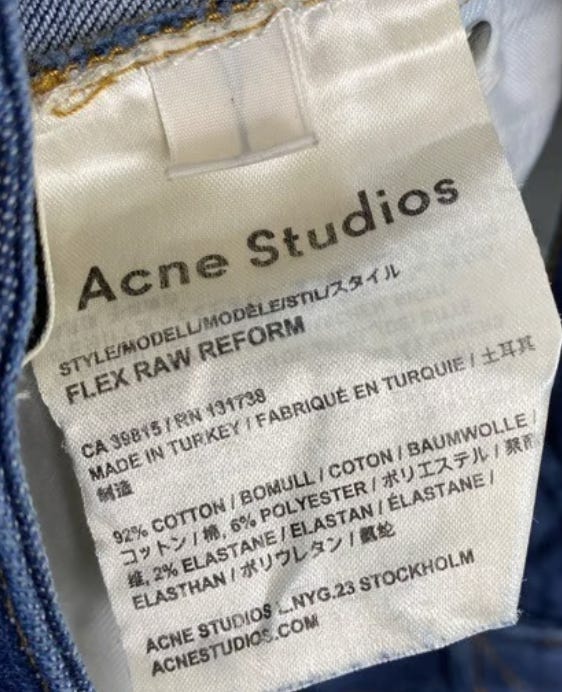 Acne Studios
STYLE/MODELL/MODÈLE/STIL/スタイル
FLEX RAW REFORM
CA 39815 / RN 131738
MADE IN TURKEY / FABRIQUÉ EN TURQUIE / 土耳其
制造
92% COTTON / BOMULL / COTON / BAUMWOLLE /
コットン / 棉, 6% POLYESTER / ポリエステル / 聚酯
维, 2% ELASTANE / ELASTAN / ÉLASTANE /
ELASTHAN / ポリウレタン / 氨纶
ACNE STUDIOS NYG.23 STOCKHOLM
ACNESTUDIOS.COM